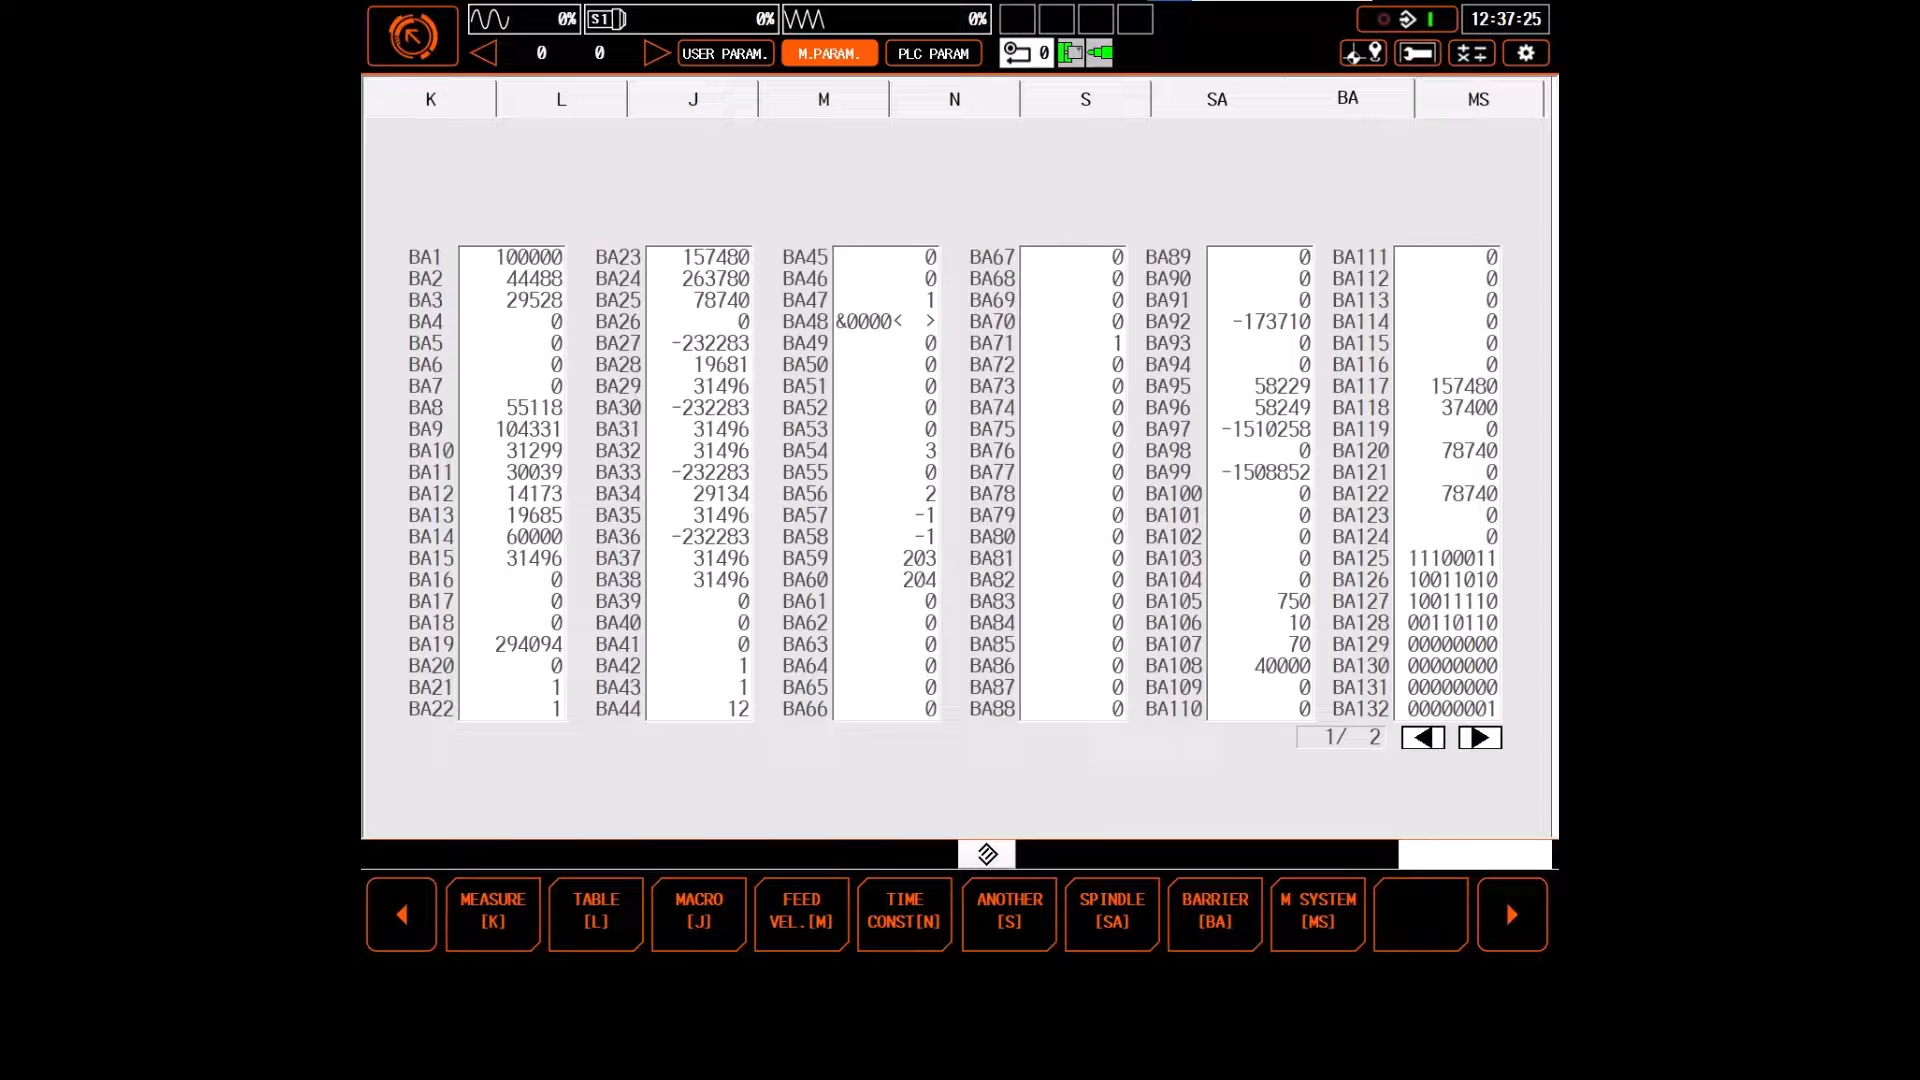 0% S1 0% 0% 12:37:25
0 0 USER PARAM. M.PARAM. PLC PARAM 0
K L J M N S SA BA MS
BA1 100000 BA23 157480 BA45 0 BA67 0 BA89 0 BA111 0
BA2 44488 BA24 263780 BA46 0 BA68 0 BA90 0 BA112 0
BA3 29528 BA25 78740 BA47 1 BA69 0 BA91 0 BA113 0
BA4 0 BA26 0 BA48 &0000< > BA70 0 BA92 -173710 BA114 0
BA5 0 BA27 -232283 BA49 0 BA71 1 BA93 0 BA115 0
BA6 0 BA28 19681 BA50 0 BA72 0 BA94 0 BA116 0
BA7 0 BA29 31496 BA51 0 BA73 0 BA95 58229 BA117 157480
BA8 55118 BA30 -232283 BA52 0 BA74 0 BA96 58249 BA118 37400
BA9 104331 BA31 31496 BA53 0 BA75 0 BA97 -1510258 BA119 0
BA10 31299 BA32 31496 BA54 3 BA76 0 BA98 0 BA120 78740
BA11 30039 BA33 -232283 BA55 0 BA77 0 BA99 -1508852 BA121 0
BA12 14173 BA34 29134 BA56 2 BA78 0 BA100 0 BA122 78740
BA13 19685 BA35 31496 BA57 -1 BA79 0 BA101 0 BA123 0
BA14 60000 BA36 -232283 BA58 -1 BA80 0 BA102 0 BA124 0
BA15 31496 BA37 31496 BA59 203 BA81 0 BA103 0 BA125 11100011
BA16 0 BA38 31496 BA60 204 BA82 0 BA104 0 BA126 10011010
BA17 0 BA39 0 BA61 0 BA83 0 BA105 750 BA127 10011110
BA18 0 BA40 0 BA62 0 BA84 0 BA106 10 BA128 00110110
BA19 294094 BA41 0 BA63 0 BA85 0 BA107 70 BA129 00000000
BA20 0 BA42 1 BA64 0 BA86 0 BA108 40000 BA130 00000000
BA21 1 BA43 1 BA65 0 BA87 0 BA109 0 BA131 00000000
BA22 1 BA44 12 BA66 0 BA88 0 BA110 0 BA132 00000001
1/ 2
MEASURE TABLE MACRO FEED TIME ANOTHER SPINDLE BARRIER M SYSTEM
[K] [L] [J] VEL.[M] CONST[N] [S] [SA] [BA] [MS]